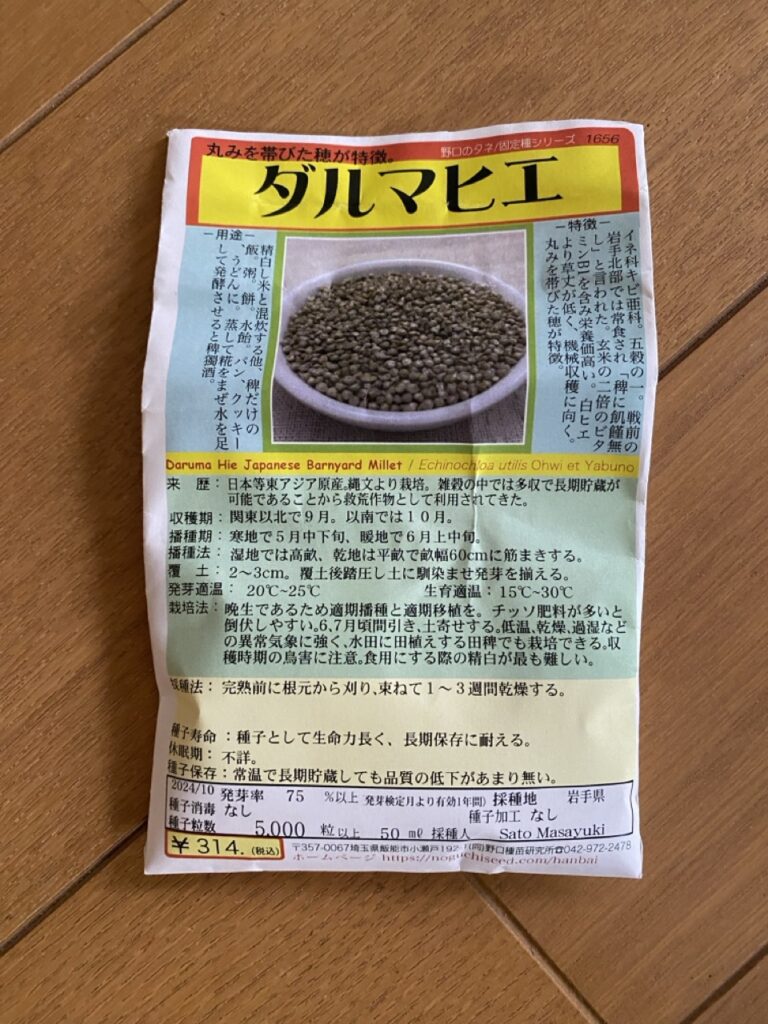 丸みを帯びた穂が特徴。
野口のタネ/固定種シリーズ 1656
ダルマヒエ
ー特徴ー
イネ科キビ亜科。五穀の一。戦前の
岩手北部では常食され「稗に飢饉無
し」と言われた。玄米の二倍のビタ
ミンB1を含み栄養価高い。白ヒエ
より草丈が低く、機械収穫に向く。
丸みを帯びた穂が特徴。
ー用途ー
精白し米と混炊する他、稗だけの
飯。粥。餅。水飴。パン、クッキー
、うどんに。蒸して糀をまぜ水を足
して発酵させると稗獨酒。
Daruma Hie Japanese Barnyard Millet / Echinochloa utilis Ohwi et Yabuno
来 歴：日本等東アジア原産。縄文より栽培。雑穀の中では多収で長期貯蔵が
可能であることから救荒作物として利用されてきた。
収穫期：関東以北で９月。以南では１０月。
播種期：寒地で５月中下旬、暖地で６月上中旬。
播種法：湿地では高畝、乾地は平畝で畝幅60cmに筋まきする。
覆 土：2〜3cm。覆土後踏圧し土に馴染ませ発芽を揃える。
発芽適温： 20℃~25℃ 生育適温：15℃~30℃
栽培法：晩生であるため適期播種と適期移植を。チッソ肥料が多いと
倒伏しやすい。6、7月頃間引き、土寄せする。低温、乾燥、過湿など
の異常気象に強く、水田に田植えする田稗でも栽培できる。収
穫時期の鳥害に注意。食用にする際の精白が最も難しい。
採種法：完熟前に根元から刈り、束ねて１〜３週間乾燥する。
種子寿命：種子として生命力長く、長期保存に耐える。
休眠期：不詳。
種子保存：常温で長期貯蔵しても品質の低下があまり無い。
2024/10 発芽率 75 %以上（発芽検定月より有効1年間）採種地 岩手県
種子消毒 なし 種子加工 なし
種子粒数 5,000 粒以上 50 ㎖ 採種人 Sato Masayuki
￥314.(税込)
〒357-0067埼玉県飯能市小瀬戸192-1(同)野口種苗研究所☎042-972-2478
ホームページ https://noguchiseed.com/hanbai